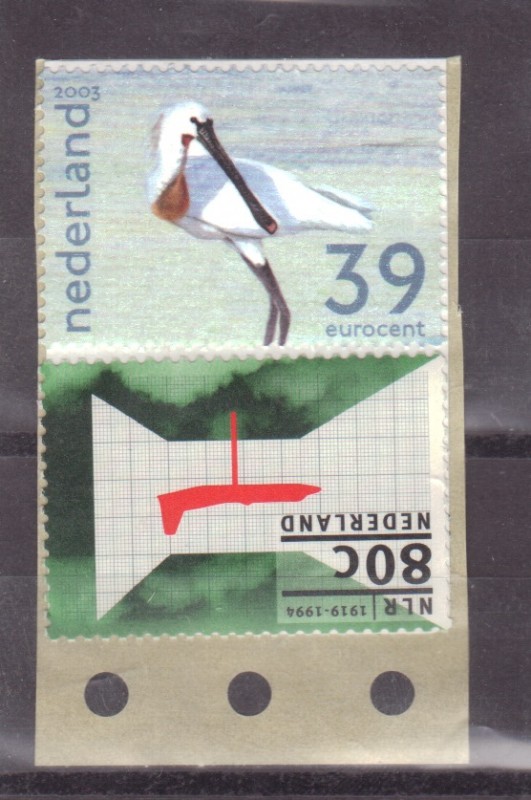 nederland
2003
39
eurocent
NLR 1919-1994
80c
NEDERLAND